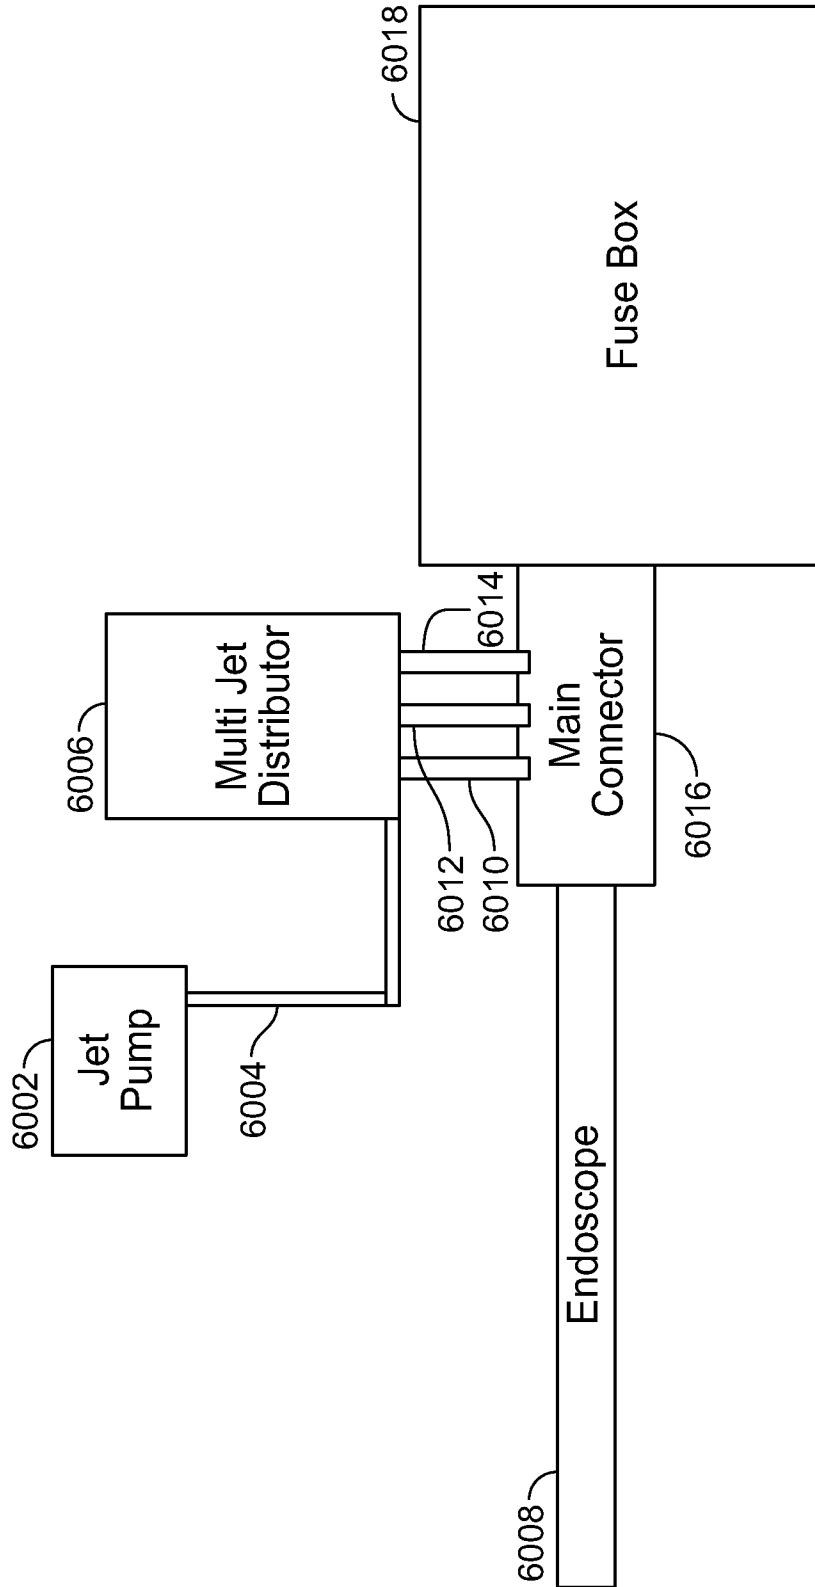 6002
Jet
Pump
6004
6006
Multi Jet
Distributor
6012
6010
6014
6008
Endoscope
Main
Connector
6016
6018
Fuse Box